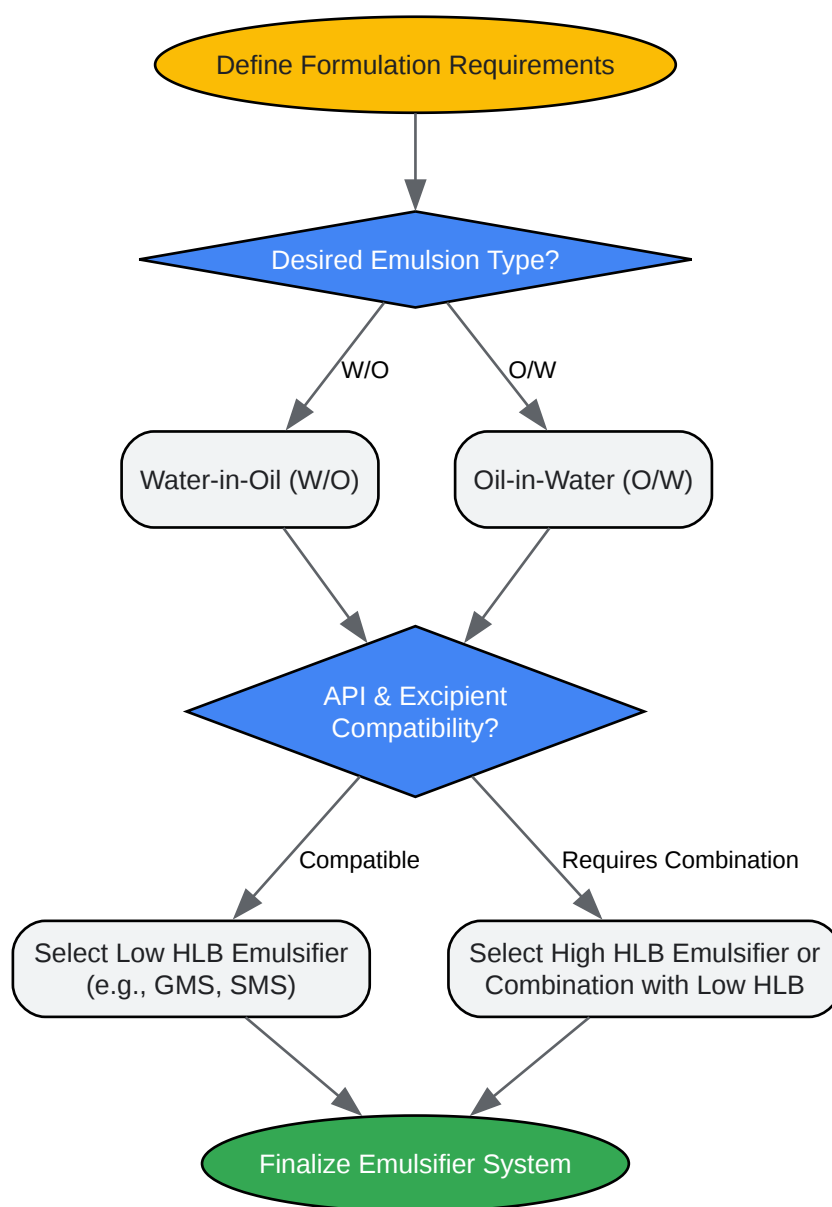 Define Formulation Requirements
Desired Emulsion Type?
W/O
O/W
Water-in-Oil (W/O)
Oil-in-Water (O/W)
API & Excipient
Compatibility?
Compatible
Requires Combination
Select Low HLB Emulsifier
(e.g., GMS, SMS)
Select High HLB Emulsifier or
Combination with Low HLB
Finalize Emulsifier System